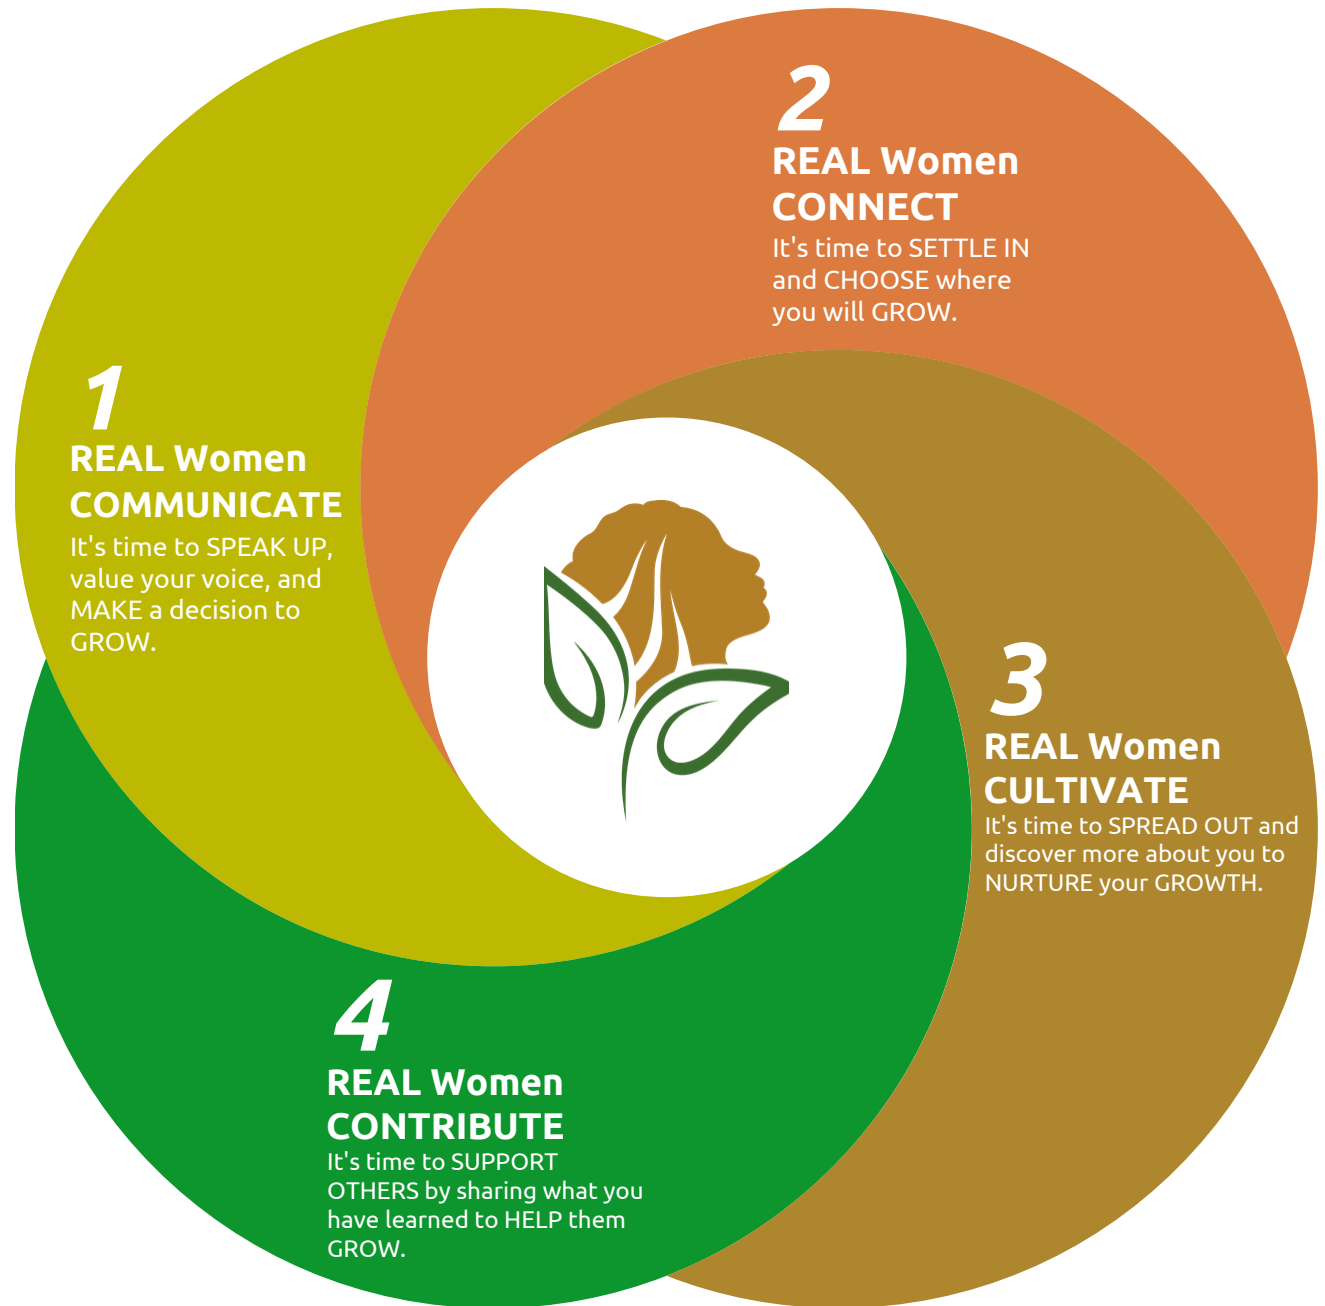 1
REAL Women
COMMUNICATE
It's time to SPEAK UP,
value your voice, and
MAKE a decision to
GROW.
2
REAL Women
CONNECT
It's time to SETTLE IN
and CHOOSE where
you will GROW.
3
REAL Women
CULTIVATE
It's time to SPREAD OUT and
discover more about you to
NURTURE your GROWTH.
4
REAL Women
CONTRIBUTE
It's time to SUPPORT
OTHERS by sharing what you
have learned to HELP them
GROW.